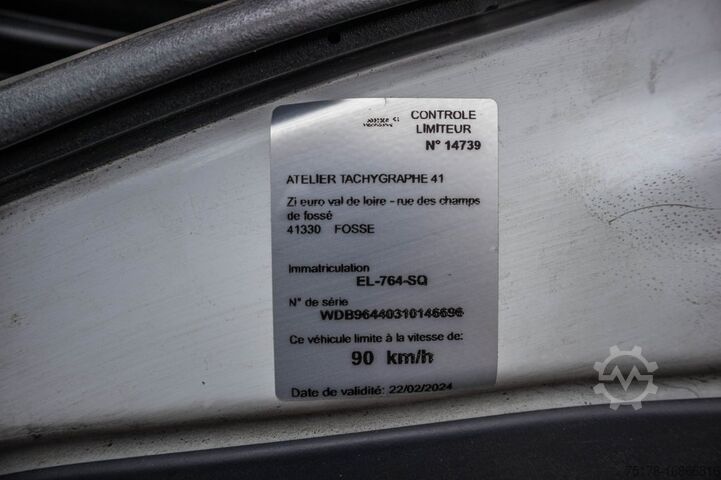 CONTROLE
LIMITEUR
N° 14739
ATELIER TACHYGRAPHE 41
Zi euro val de loire - rue des champs
de fossé
41330 FOSSE
Immatriculation
EL-764-SQ
N° de série
WDB96440310146696
Ce véhicule limite à la vitesse de:
90 km/h
Date de validité: 22/02/2024